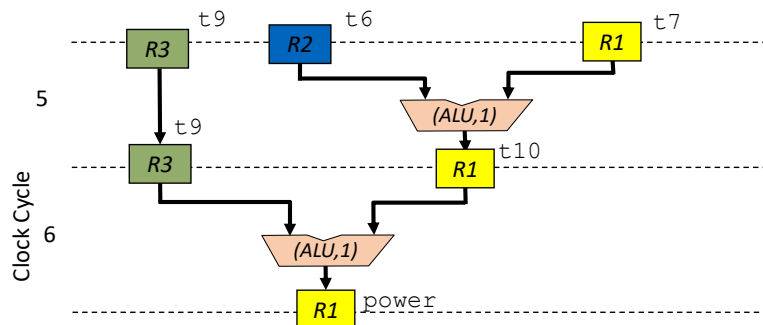 t9 t6 t7
R3 R2 R1
5
(ALU,1)
t9 t10
R3 R1
Clock Cycle
6
(ALU,1)
R1 power